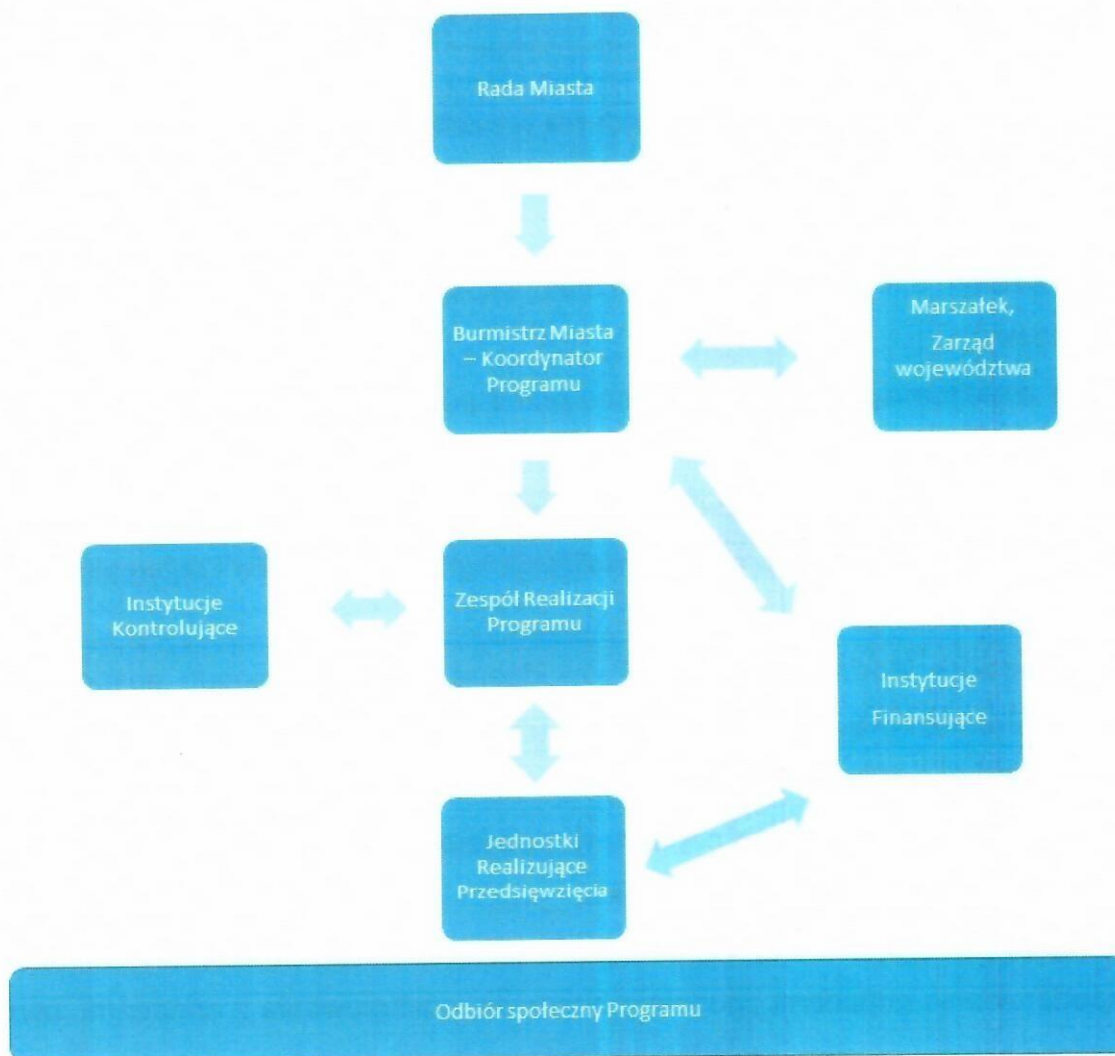 Rada Miasta
Burmistrz Miasta
– Koordynator
Programu
Marszałek,
Zarząd
województwa
Instytucje
Kontrolujące
Zespół Realizacji
Programu
Instytucje
Finansujące
Jednostki
Realizujące
Przedsięwzięcia
Odbiór społeczny Programu